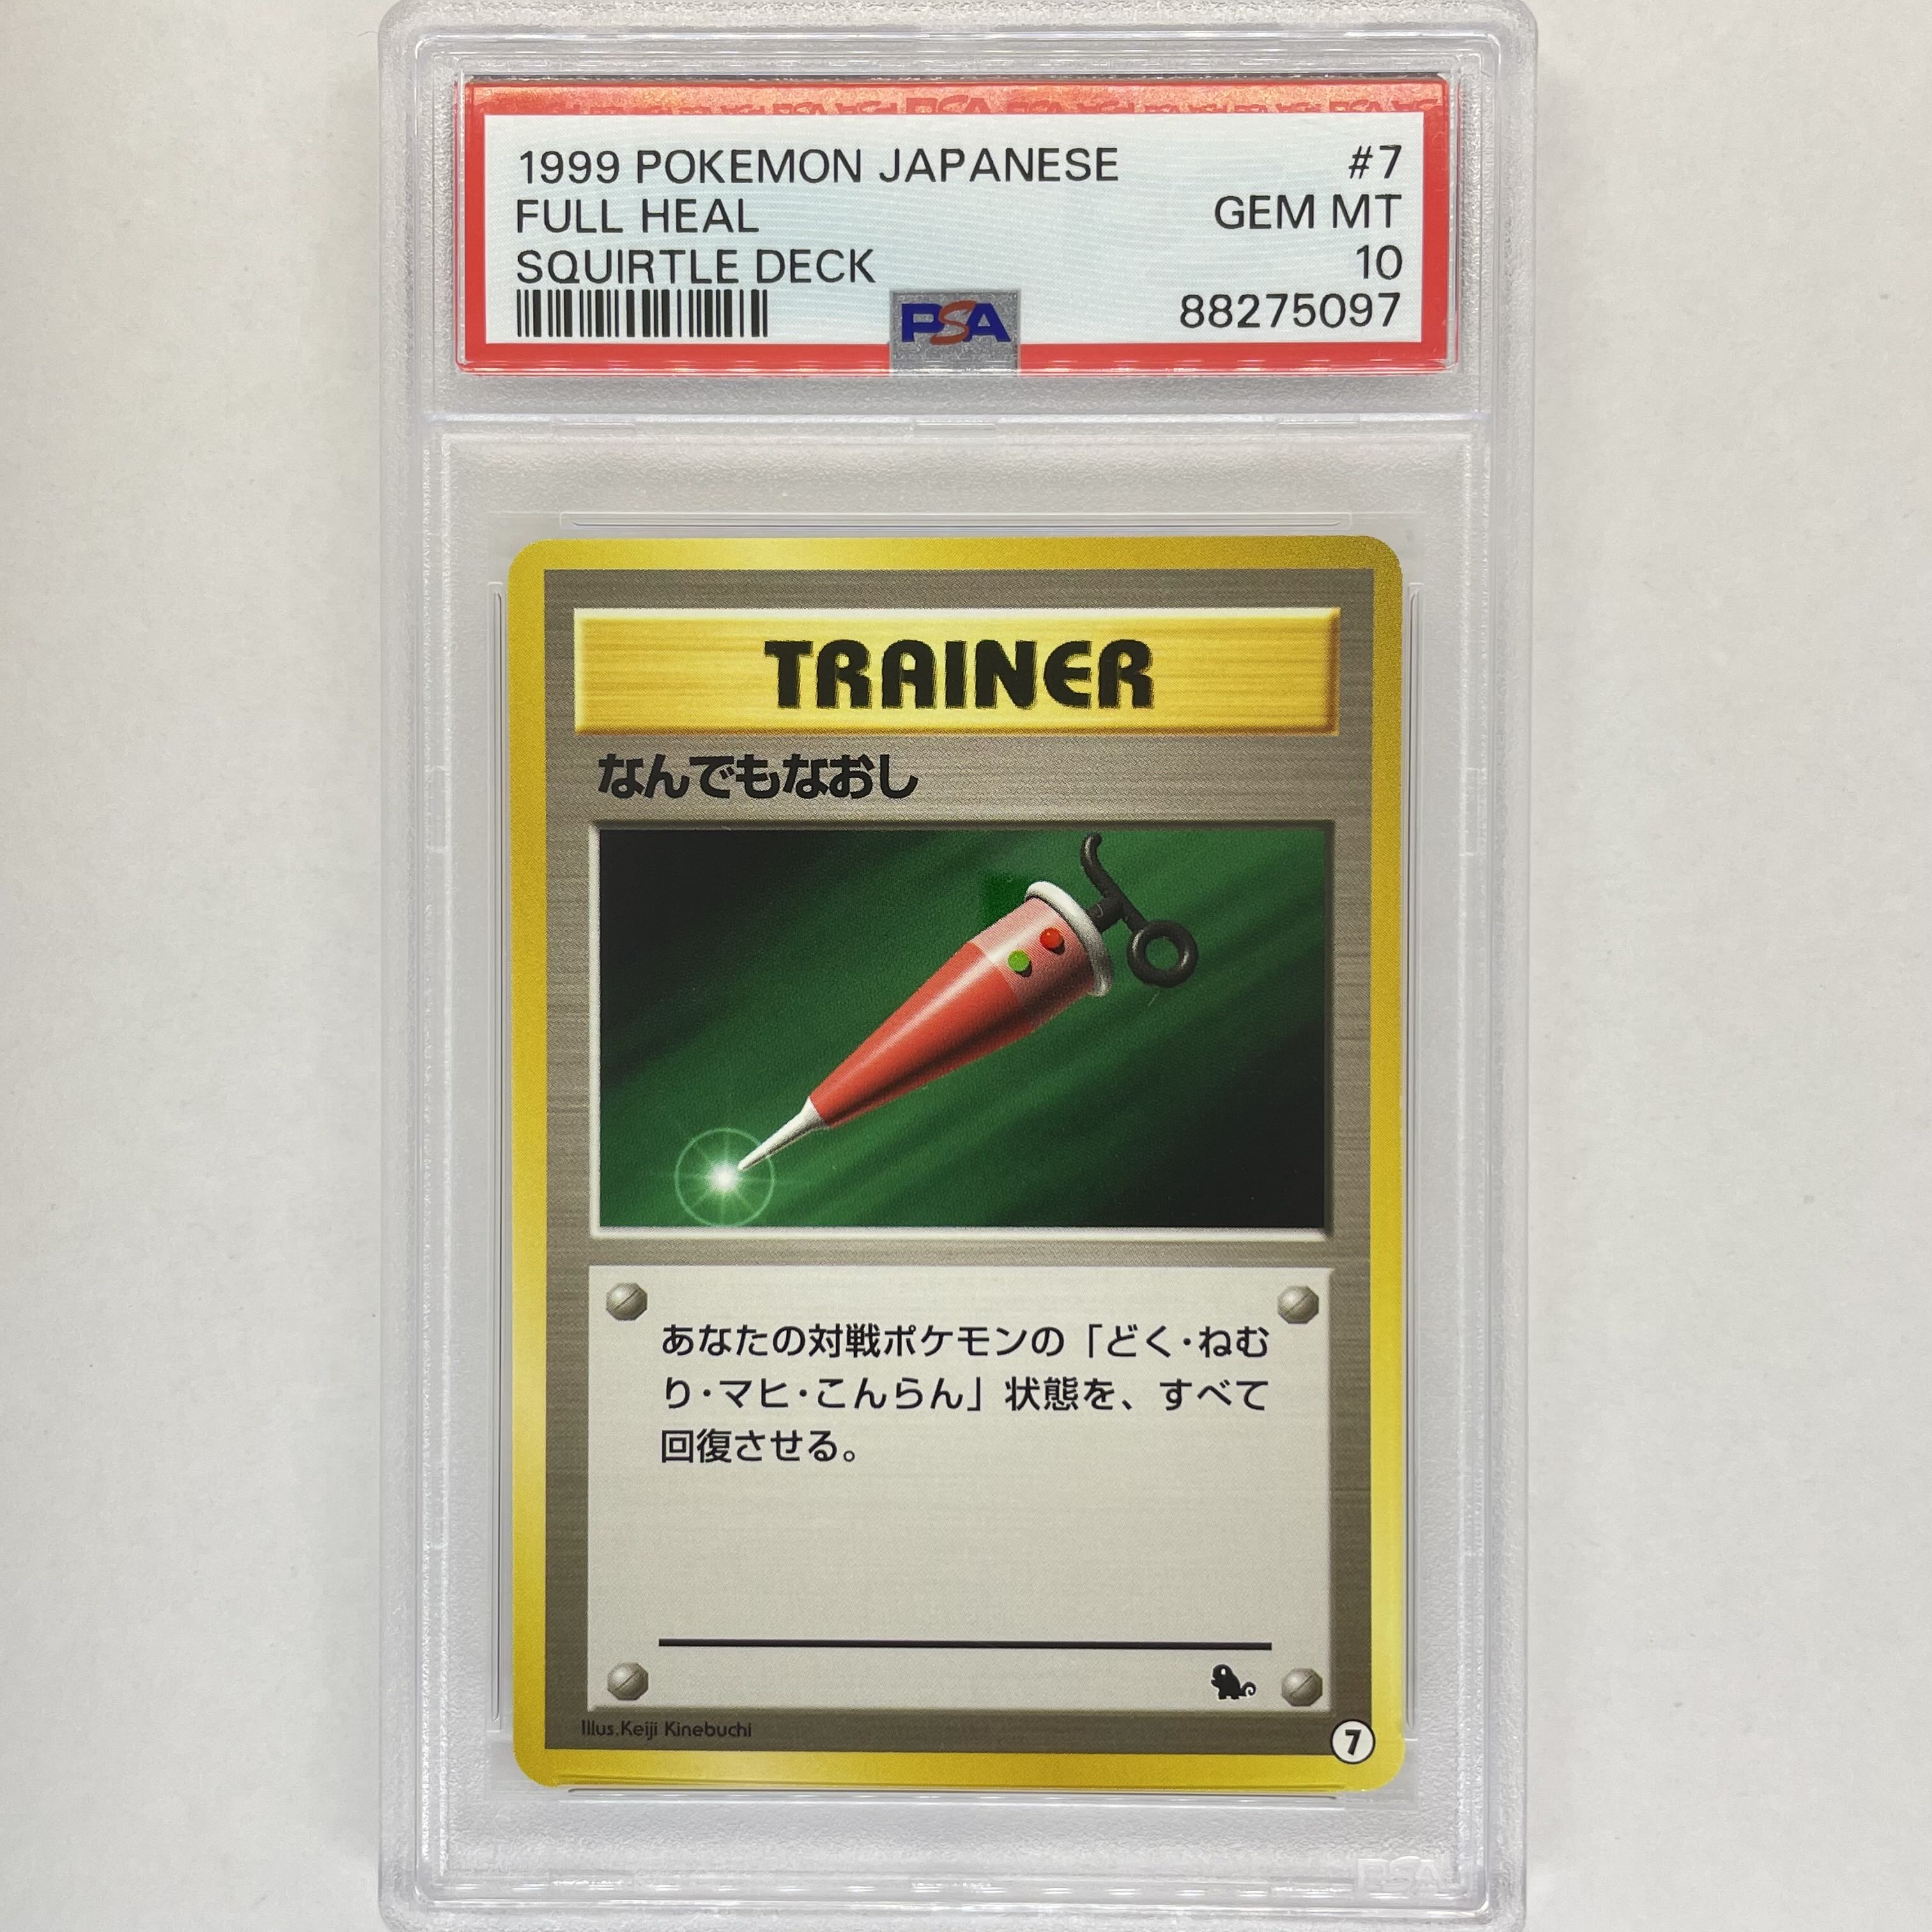 1999 POKEMON JAPANESE #7
FULL HEAL GEM MT
SQUIRTLE DECK 10
PSA 88275097
TRAINER
なんでもなおし
あなたの対戦ポケモンの「どく・ねむ
り・マヒ・こんらん」状態を、すべて
回復させる。
Illus.Keiji Kinebuchi
7
PSA